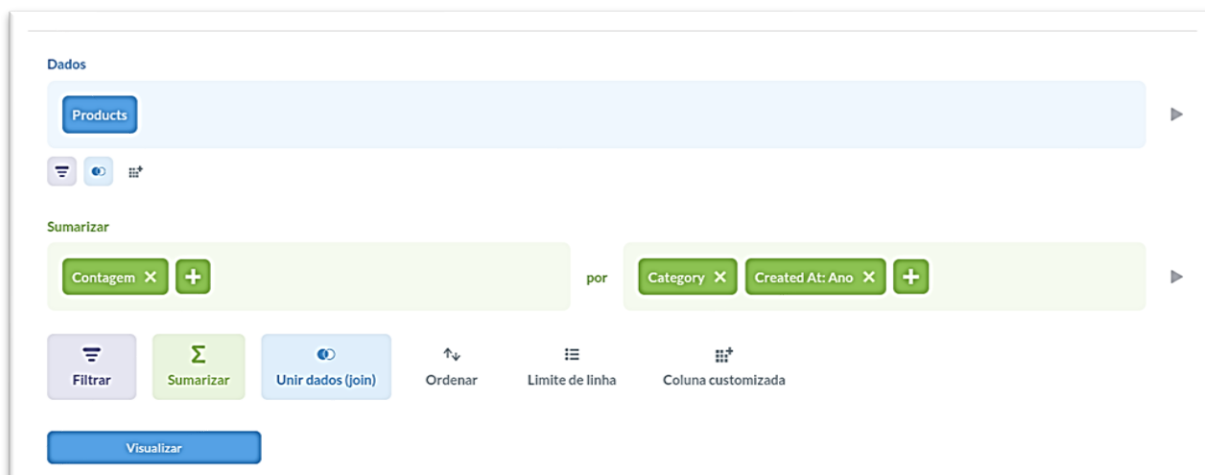 Dados
Products
Sumarizar
Contagem × + por Category × Created At: Ano × +
Filtrar Sumarizar Unir dados (join) Ordenar Limite de linha Coluna customizada
Visualizar